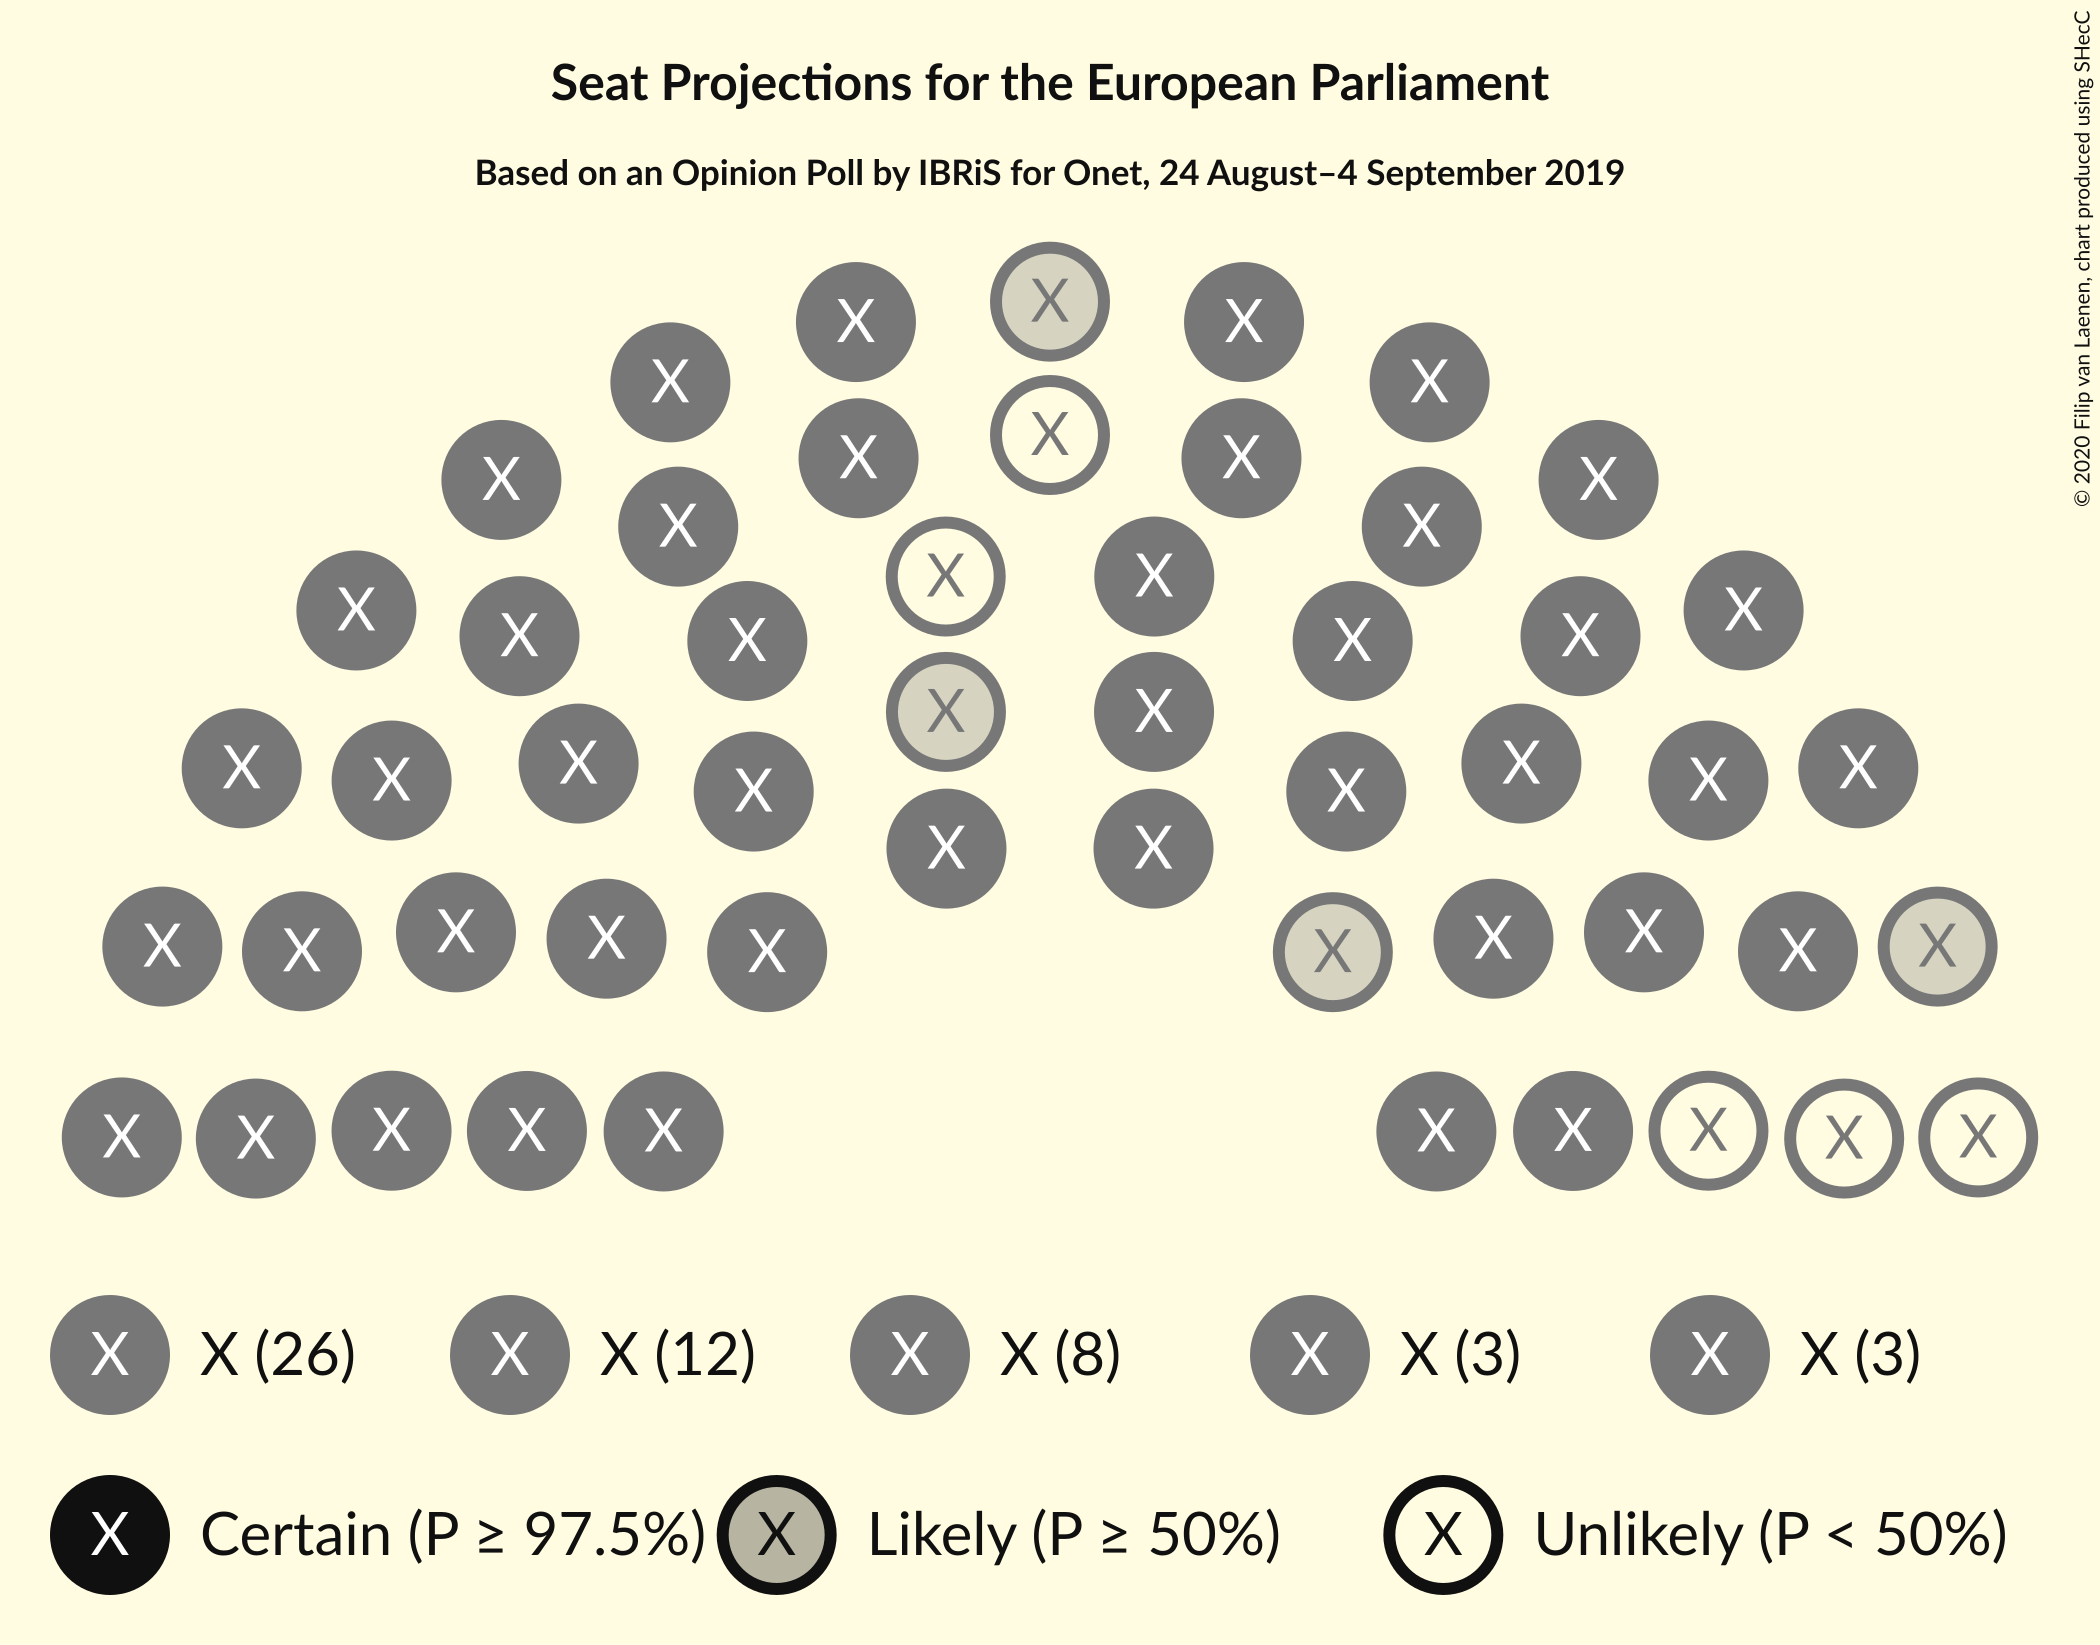 Seat Projections for the European Parliament
Based on an Opinion Poll by IBRiS for Onet, 24 August–4 September 2019
© 2020 Filip van Laenen, chart produced using SHecC
X
X X
X X
X
X X
X X
X X
X X
X X X X X X
X X
X X X X X X X X
X X
X X X X X X X X X X
X X X X X X X X X X
X X (26) X X (12) X X (8) X X (3) X X (3)
X Certain (P ≥ 97.5%) X Likely (P ≥ 50%) X Unlikely (P < 50%)